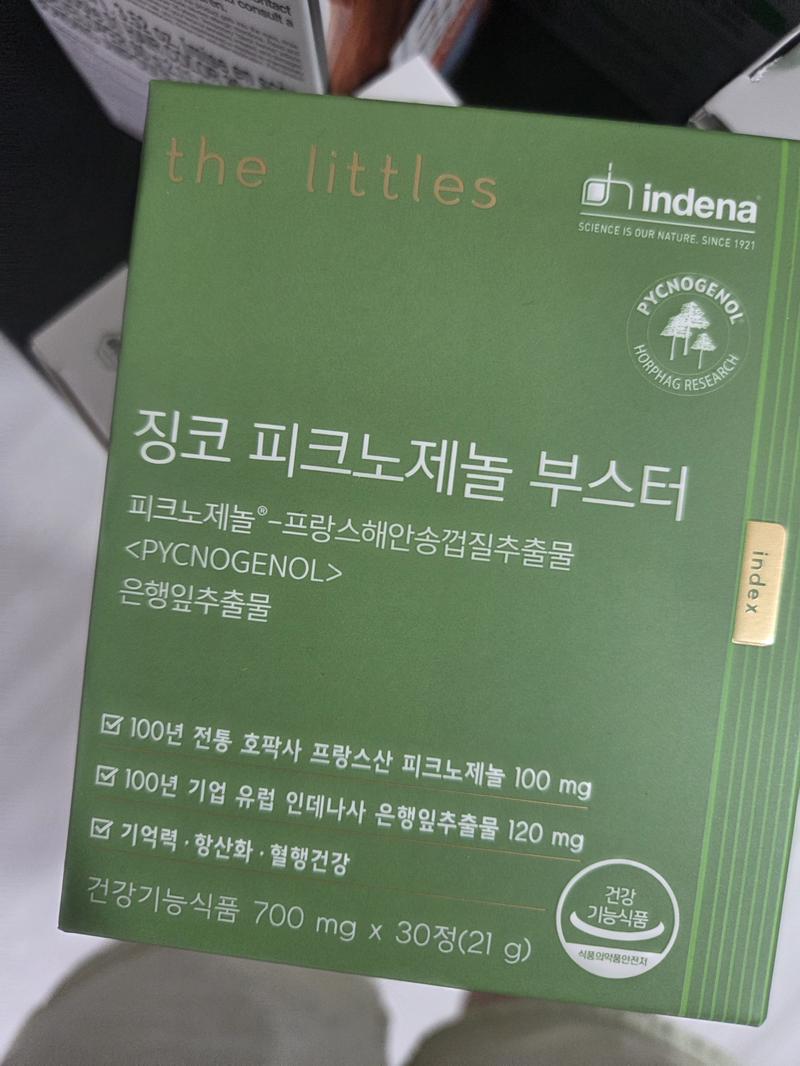 the littles
indena
SCIENCE IS OUR NATURE. SINCE 1921
PYCNOGENOL
HORPHAG RESEARCH
징코 피크노제놀 부스터
피크노제놀®-프랑스해안송껍질추출물
<PYCNOGENOL>
은행잎추출물
index
100년 전통 호팍사 프랑스산 피크노제놀 100 mg
100년 기업 유럽 인데나사 은행잎추출물 120 mg
기억력·항산화·혈행건강
건강기능식품 700 mg x 30정(21 g)
건강
기능식품
식품의약품안전처